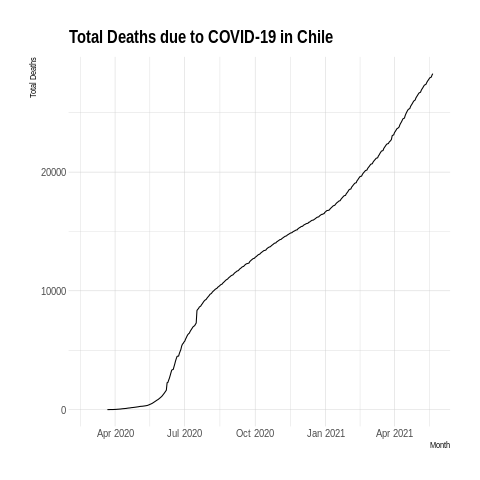 Total Deaths due to COVID-19 in Chile
Total Deaths
20000
10000
0
Apr 2020 Jul 2020 Oct 2020 Jan 2021 Apr 2021
Month